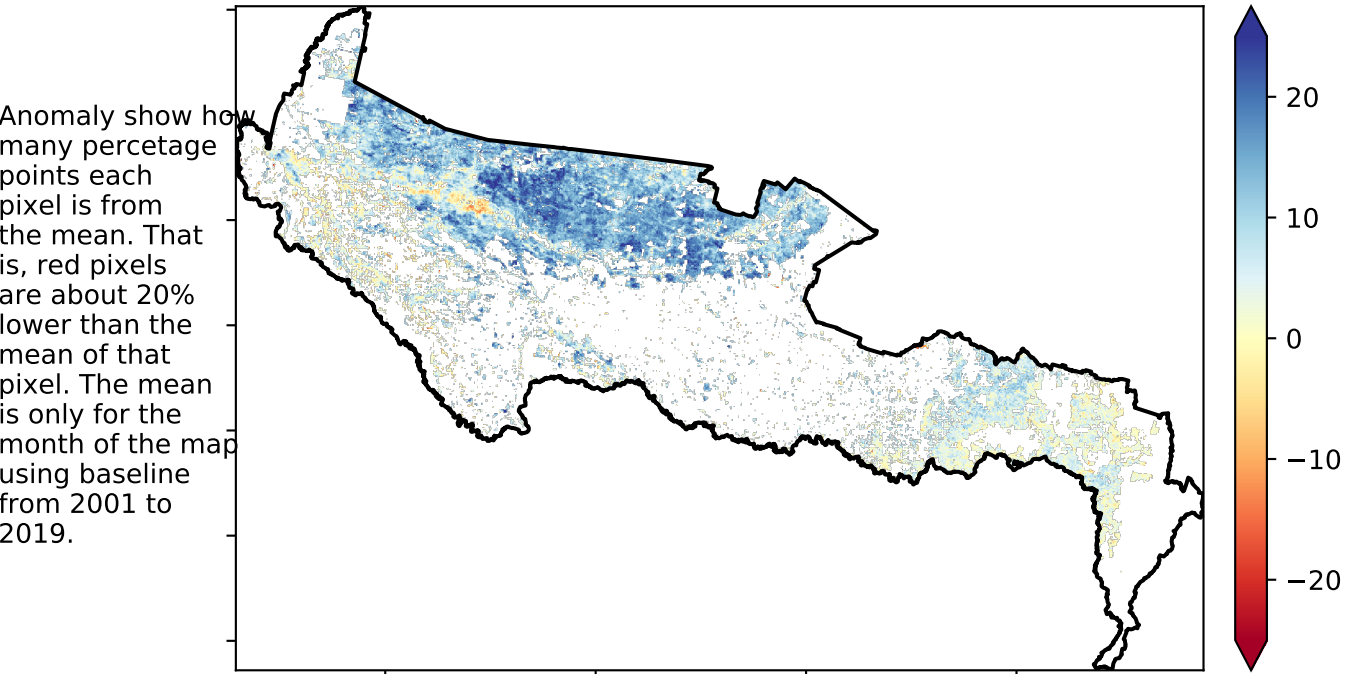 Anomaly show how
many percetage
points each
pixel is from
the mean. That
is, red pixels
are about 20%
lower than the
mean of that
pixel. The mean
is only for the
month of the map
using baseline
from 2001 to
2019.
20
10
0
−10
−20